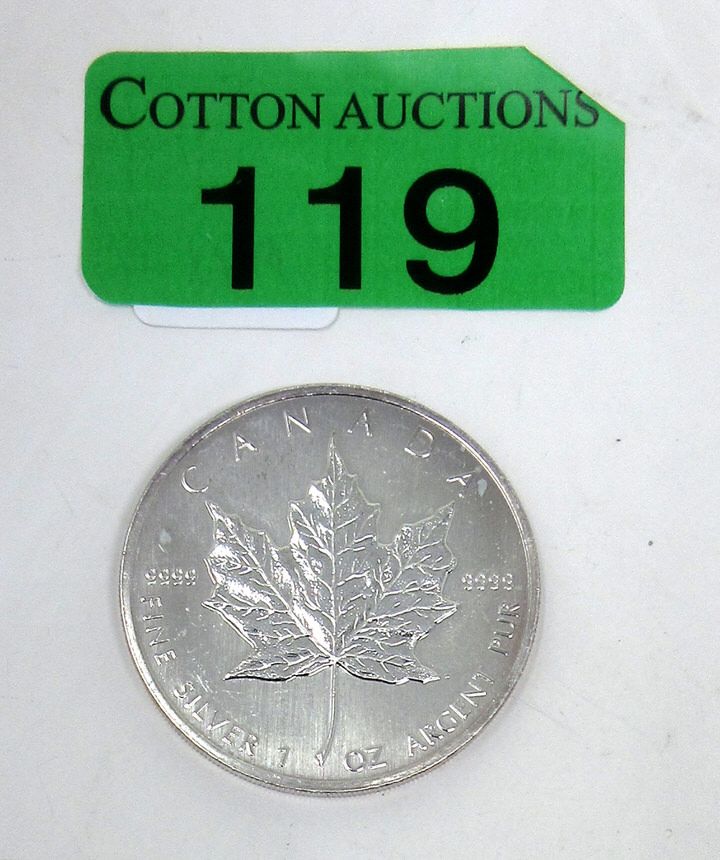 COTTON AUCTIONS
119
CANADA
9999 9999
FINE SILVER 1 OZ ARGENT PUR